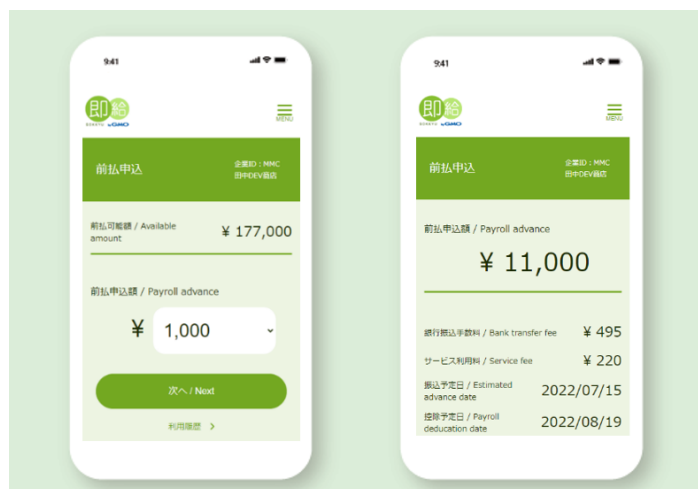 9:41
即給
byGMO
MENU
前払申込
企業ID：MMC
田中DEV商店
前払可能額 / Available
amount
¥ 177,000
前払申込額 / Payroll advance
¥ 1,000
次へ / Next
利用履歴 >
9:41
即給
byGMO
MENU
前払申込
企業ID：MMC
田中DEV商店
前払申込額 / Payroll advance
¥ 11,000
銀行振込手数料 / Bank transfer fee ¥ 495
サービス利用料 / Service fee ¥ 220
振込予定日 / Estimated
advance date
2022/07/15
控除予定日 / Payroll
deducation date
2022/08/19